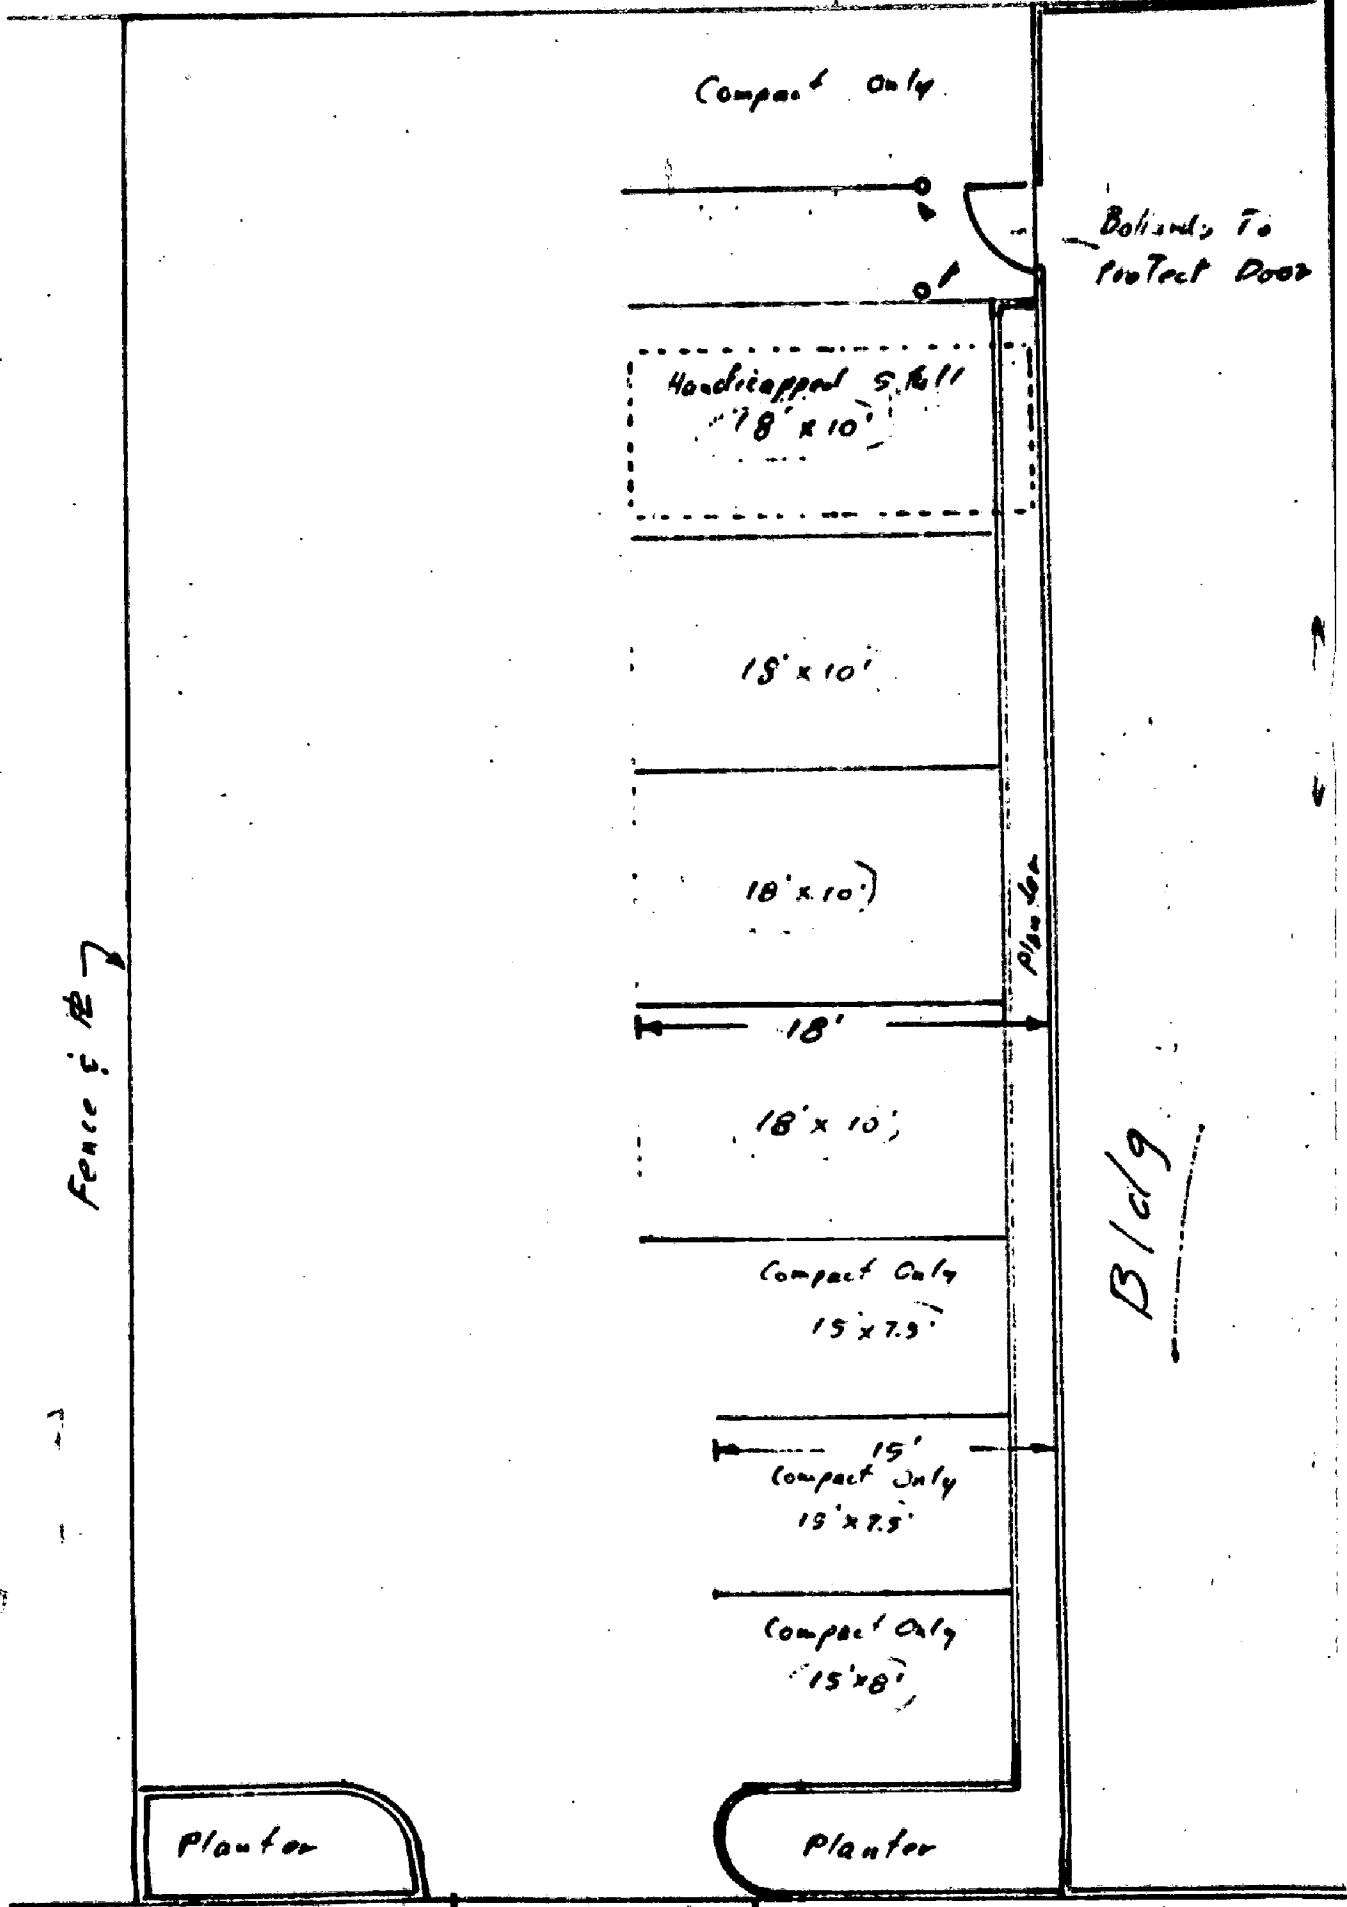 Compact Only
Bollards To
Protect Door
Handicapped Stall
18' x 10'
18' x 10'
18' x 10'
Planter
Fence & PL
18'
18' x 10'
Bldg
Compact Only
15' x 7.5'
15'
Compact Only
15' x 7.5'
Compact Only
15' x 8'
Planter
Planter